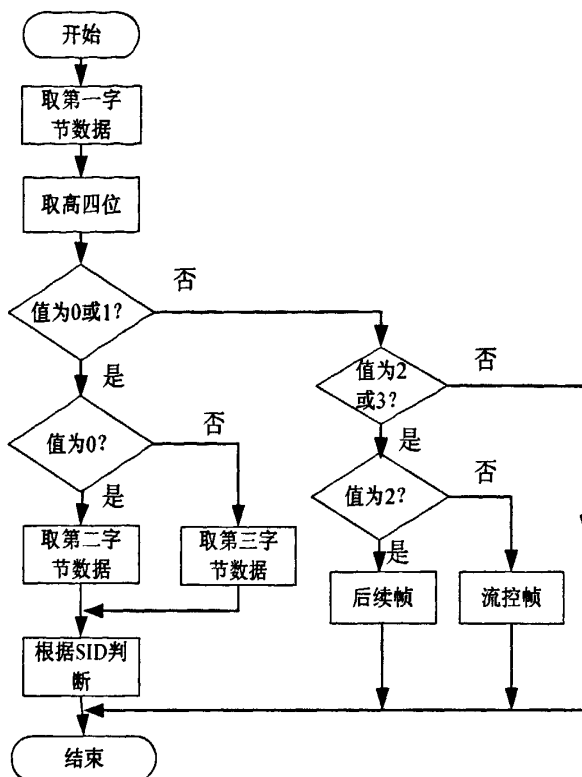 开始
取第一字
节数据
取高四位
值为0或1?
否
是
值为2
或3?
否
是
值为0?
否
是
值为2?
否
是
取第二字
节数据
取第三字
节数据
后续帧
流控帧
根据SID判
断
结束